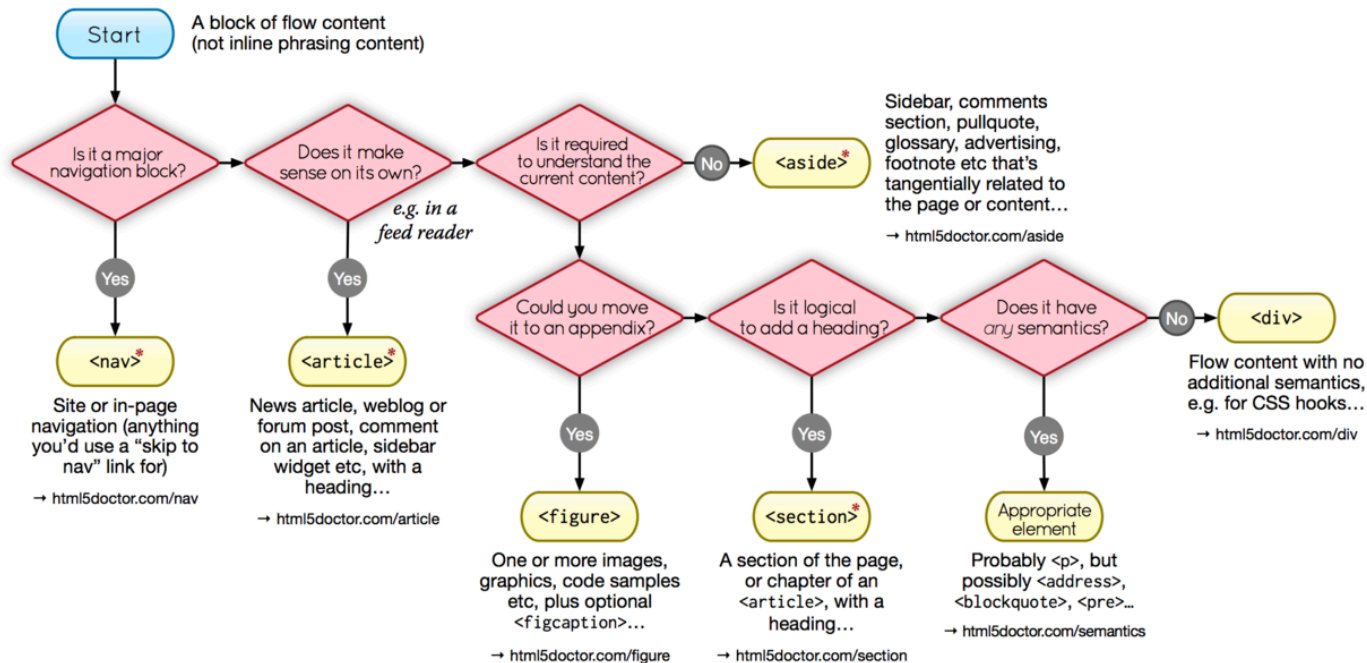 Start
A block of flow content
(not inline phrasing content)
Is it a major
navigation block?
Does it make
sense on its own?
e.g. in a
feed reader
Is it required
to understand the
current content?
No
<aside>*
Sidebar, comments
section, pullquote,
glossary, advertising,
footnote etc that’s
tangentially related to
the page or content…
→ html5doctor.com/aside
Yes
<nav>*
Site or in-page
navigation (anything
you’d use a “skip to
nav” link for)
→ html5doctor.com/nav
Yes
<article>*
News article, weblog or
forum post, comment
on an article, sidebar
widget etc, with a
heading…
→ html5doctor.com/article
Could you move
it to an appendix?
Is it logical
to add a heading?
Does it have
any semantics?
No
<div>
Flow content with no
additional semantics,
e.g. for CSS hooks…
→ html5doctor.com/div
Yes
<figure>
One or more images,
graphics, code samples
etc, plus optional
<figcaption>…
→ html5doctor.com/figure
Yes
<section>*
A section of the page,
or chapter of an
<article>, with a
heading…
→ html5doctor.com/section
Yes
Appropriate
element
Probably <p>, but
possibly <address>,
<blockquote>, <pre>…
→ html5doctor.com/semantics